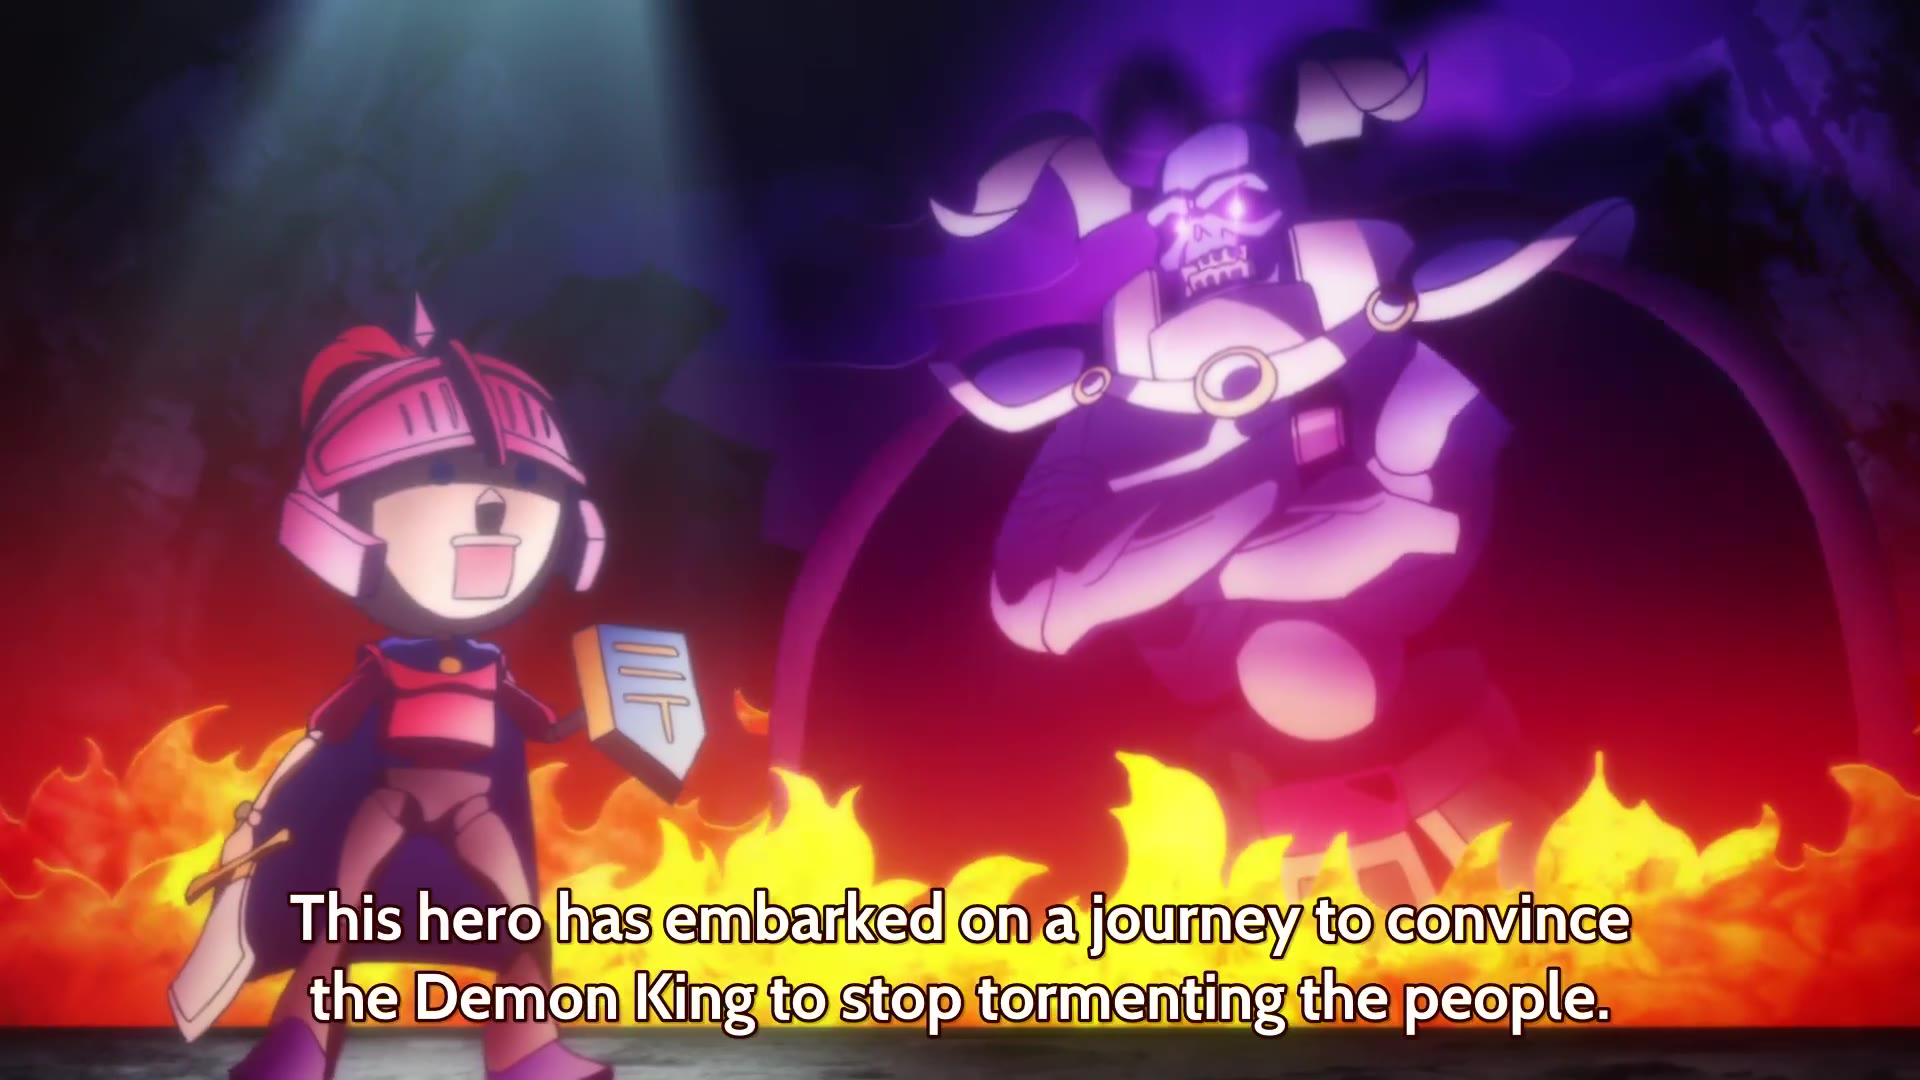 This hero has embarked on a journey to convince
the Demon King to stop tormenting the people.